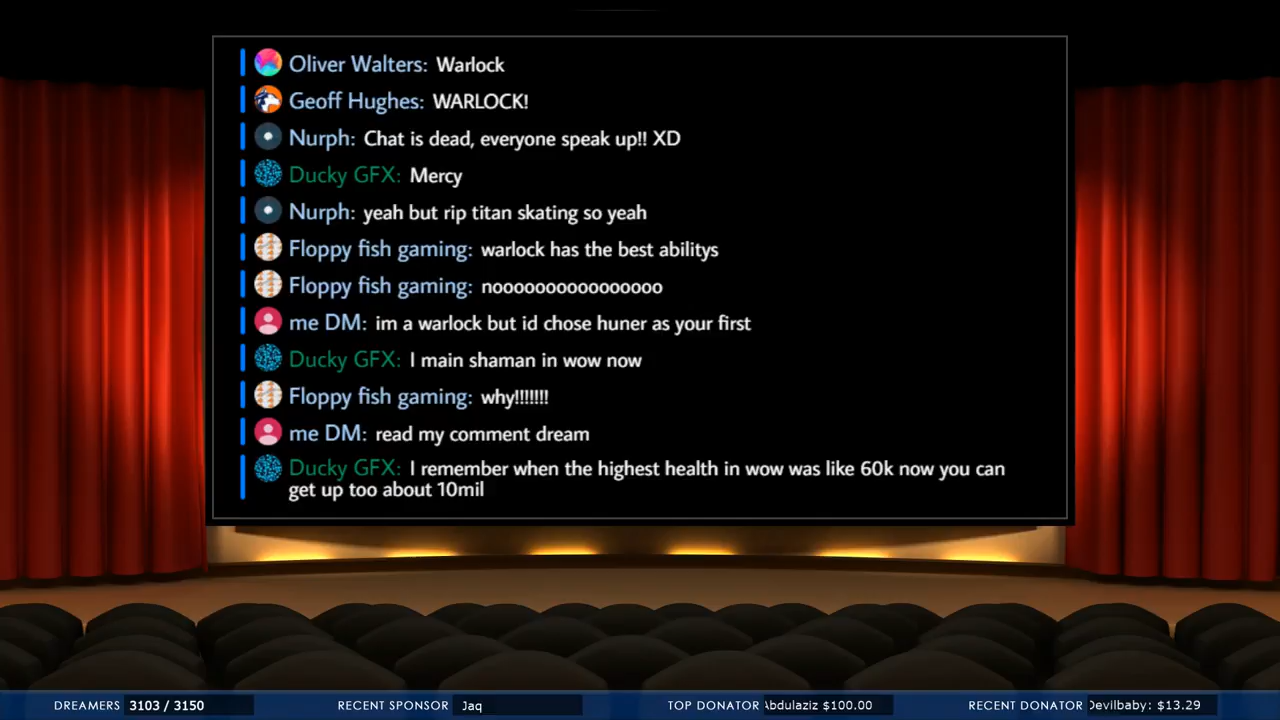 Oliver Walters: Warlock
Geoff Hughes: WARLOCK!
Nurph: Chat is dead, everyone speak up!! XD
Ducky GFX: Mercy
Nurph: yeah but rip titan skating so yeah
Floppy fish gaming: warlock has the best abilitys
Floppy fish gaming: noooooooooooooooo
me DM: im a warlock but id chose huner as your first
Ducky GFX: I main shaman in wow now
Floppy fish gaming: why!!!!!!!
me DM: read my comment dream
Ducky GFX: I remember when the highest health in wow was like 60k now you can
get up too about 10mil
DREAMERS 3103 / 3150 RECENT SPONSOR Jaq TOP DONATOR Abdulaziz $100.00 RECENT DONATOR Devilbaby: $13.29